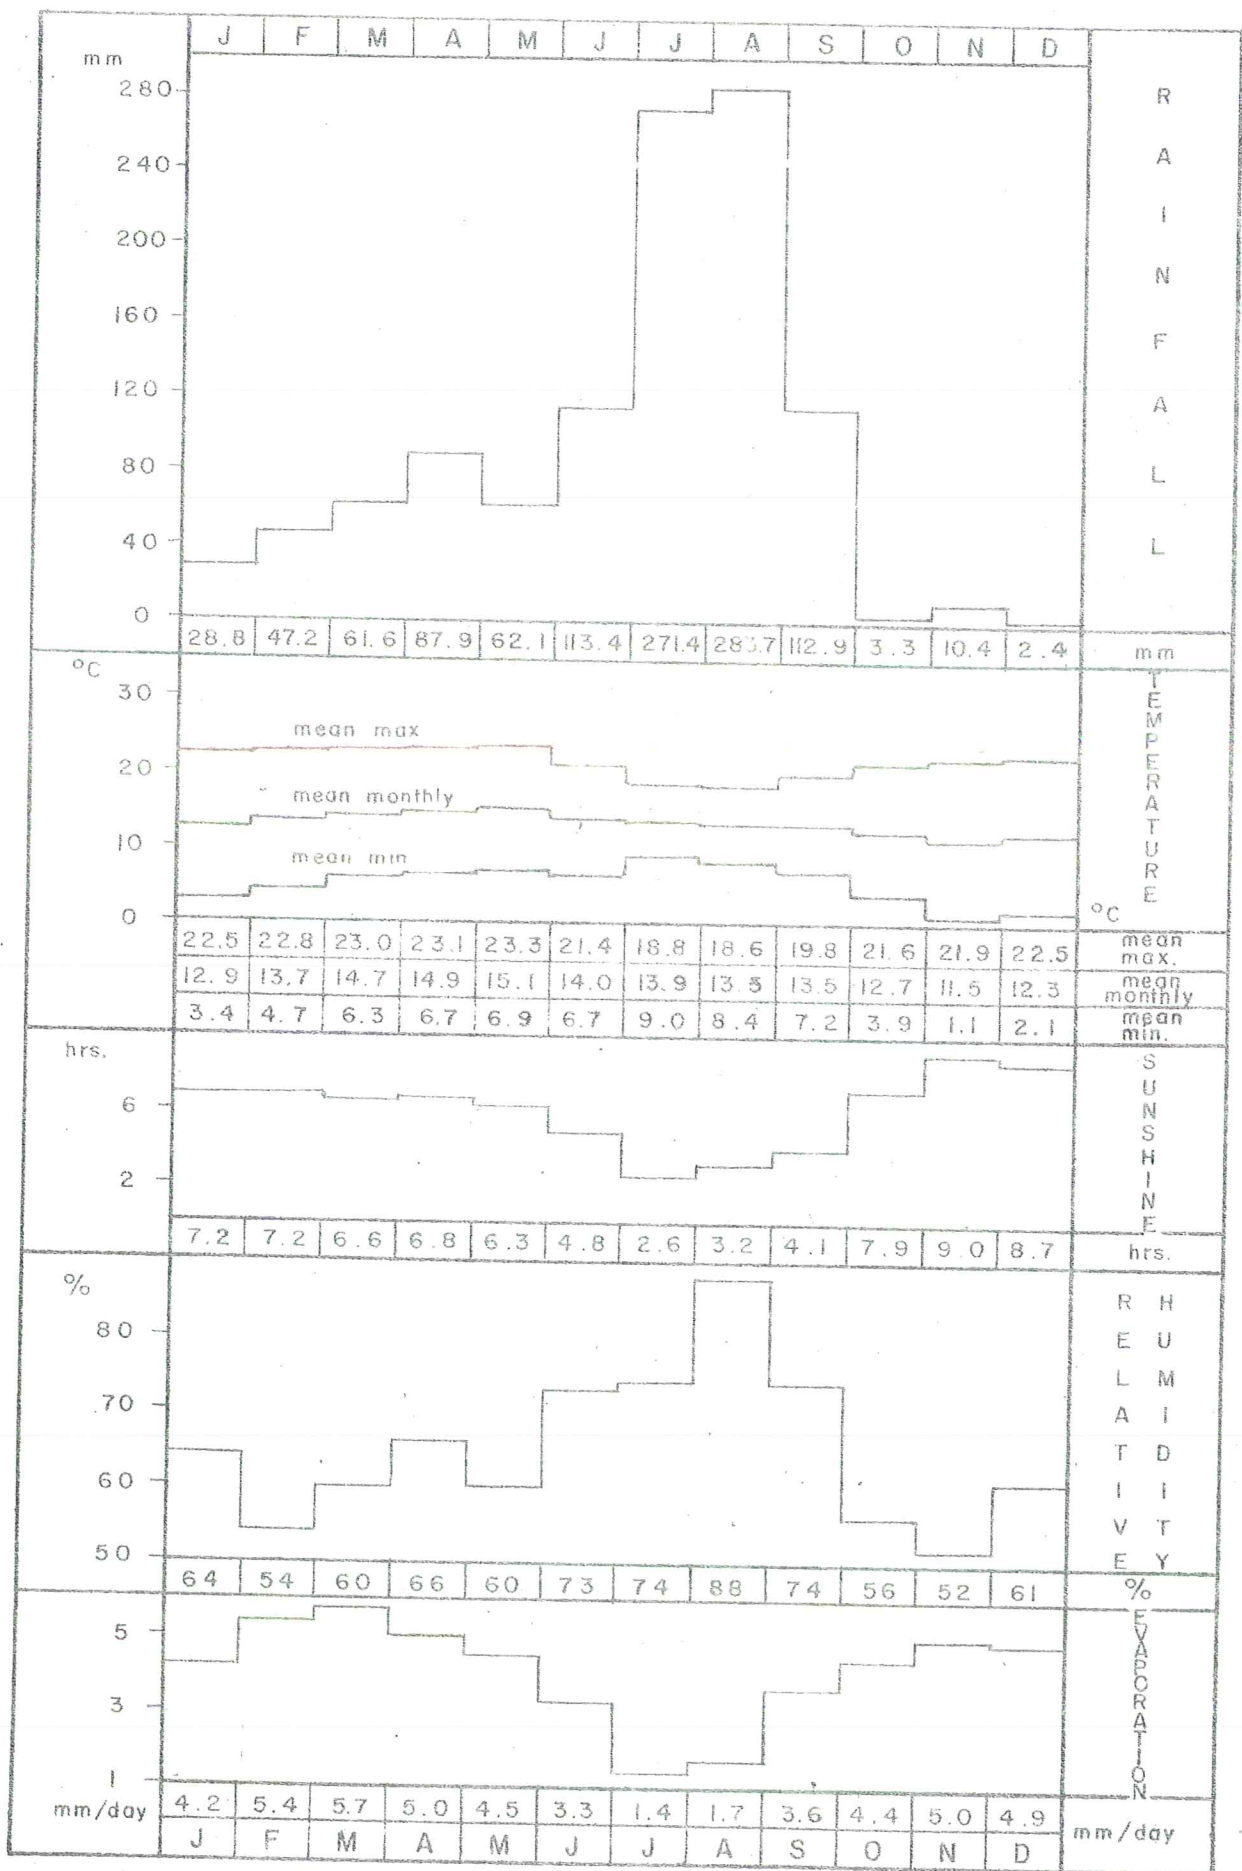 J F M A M J J A S O N D
mm
280
240
200
160
120
80
40
0
RAINFALL
28.8 47.2 61.6 87.9 62.1 113.4 271.4 112.9 3.3 10.4 2.4 mm
°C
30
20
10
0
mean max
mean monthly
mean min
TEMPERATURE
°C
22.5 22.8 23.0 23.1 23.3 21.4 18.8 18.6 19.8 21.6 21.9 22.5 mean max.
12.9 13.7 14.7 14.9 15.1 14.0 13.9 13.5 13.5 12.7 11.5 12.3 mean monthly
3.4 4.7 6.3 6.7 6.9 6.7 9.0 8.4 7.2 3.9 1.1 2.1 mean min.
hrs.
6
2
SUNSHINE
7.2 7.2 6.6 6.8 6.3 4.8 2.6 3.2 4.1 7.9 9.0 8.7 hrs.
%
80
70
60
50
RELATIVE HUMIDITY
64 54 60 66 60 73 74 88 74 56 52 61 %
5
3
1
EVAPORATION
mm/day 4.2 5.4 5.7 5.0 4.5 3.3 1.4 1.7 3.6 4.4 5.0 4.9 mm/day
J F M A M J J A S O N D